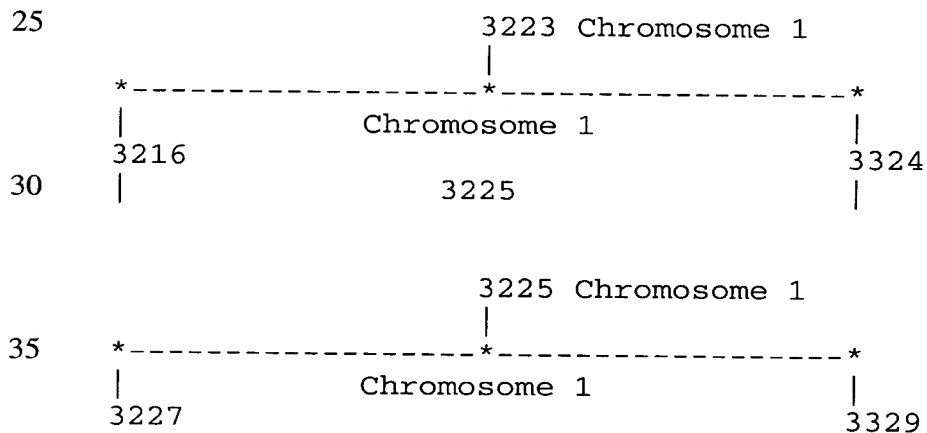 25 3223 Chromosome 1
|
*------------------*------------------*
| Chromosome 1 |
3216 3324
30 | 3225 |
3225 Chromosome 1
|
35 *------------------*------------------*
| Chromosome 1 |
3227 3329